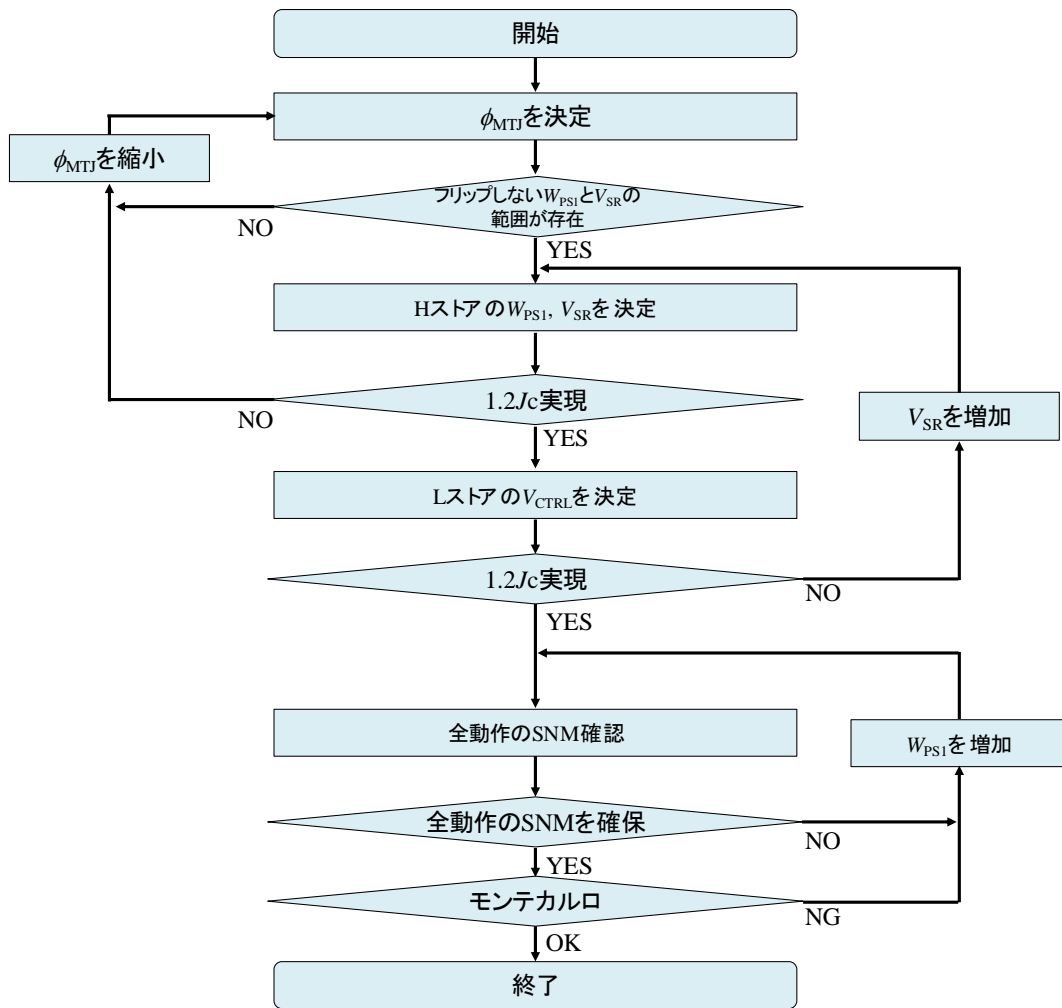 開始
φMTJを決定
φMTJを縮小
フリップしないWPS1とVSRの
範囲が存在
NO
YES
HストアのWPS1, VSRを決定
1.2Jc実現
NO
YES
VSRを増加
LストアのVCTRLを決定
1.2Jc実現
NO
YES
全動作のSNM確認
WPS1を増加
全動作のSNMを確保
NO
YES
モンテカルロ
NG
OK
終了